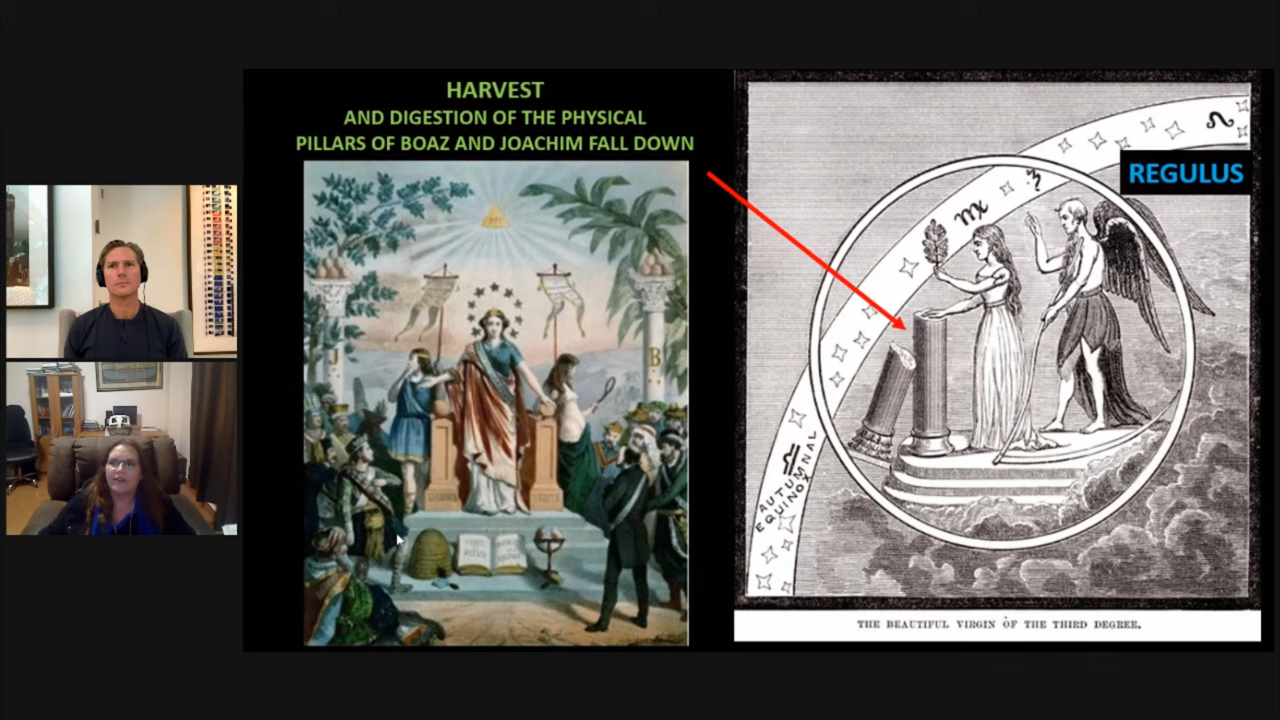 HARVEST
AND DIGESTION OF THE PHYSICAL
PILLARS OF BOAZ AND JOACHIM FALL DOWN
J
B
REGULUS
♌
♍
♎
AUTUMNAL
EQUINOX
THE BEAUTIFUL VIRGIN OF THE THIRD DEGREE.